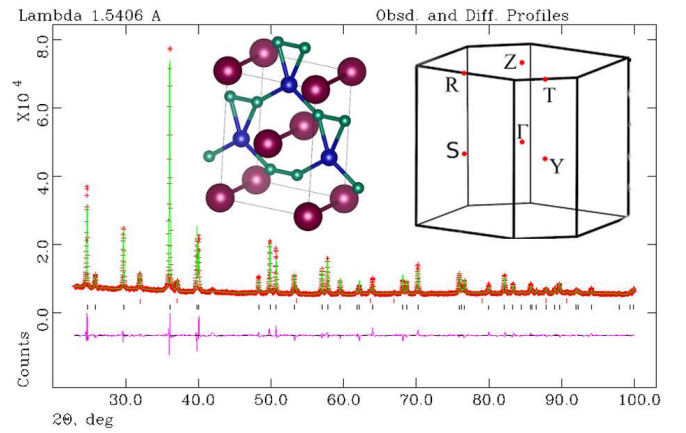 Lambda 1.5406 A
Obsd. and Diff. Profiles
X10 4
8.0
6.0
4.0
2.0
0.0
Counts
Z
R
T
Γ
S
Y
30.0 40.0 50.0 60.0 70.0 80.0 90.0 100.0
2Θ, deg